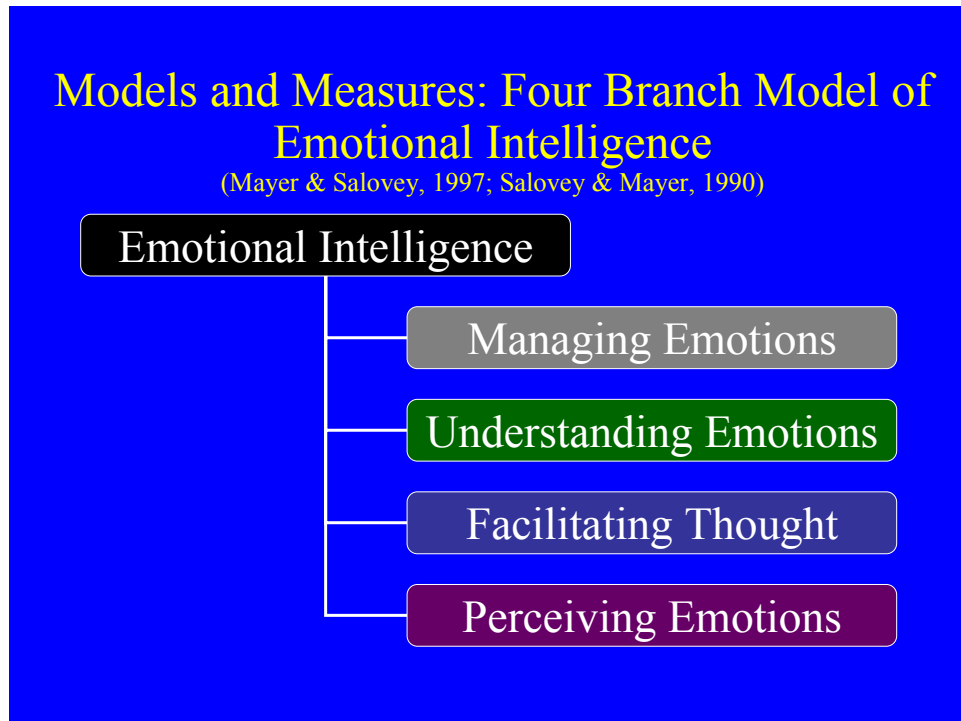 Models and Measures: Four Branch Model of
Emotional Intelligence
(Mayer & Salovey, 1997; Salovey & Mayer, 1990)
Emotional Intelligence
Managing Emotions
Understanding Emotions
Facilitating Thought
Perceiving Emotions